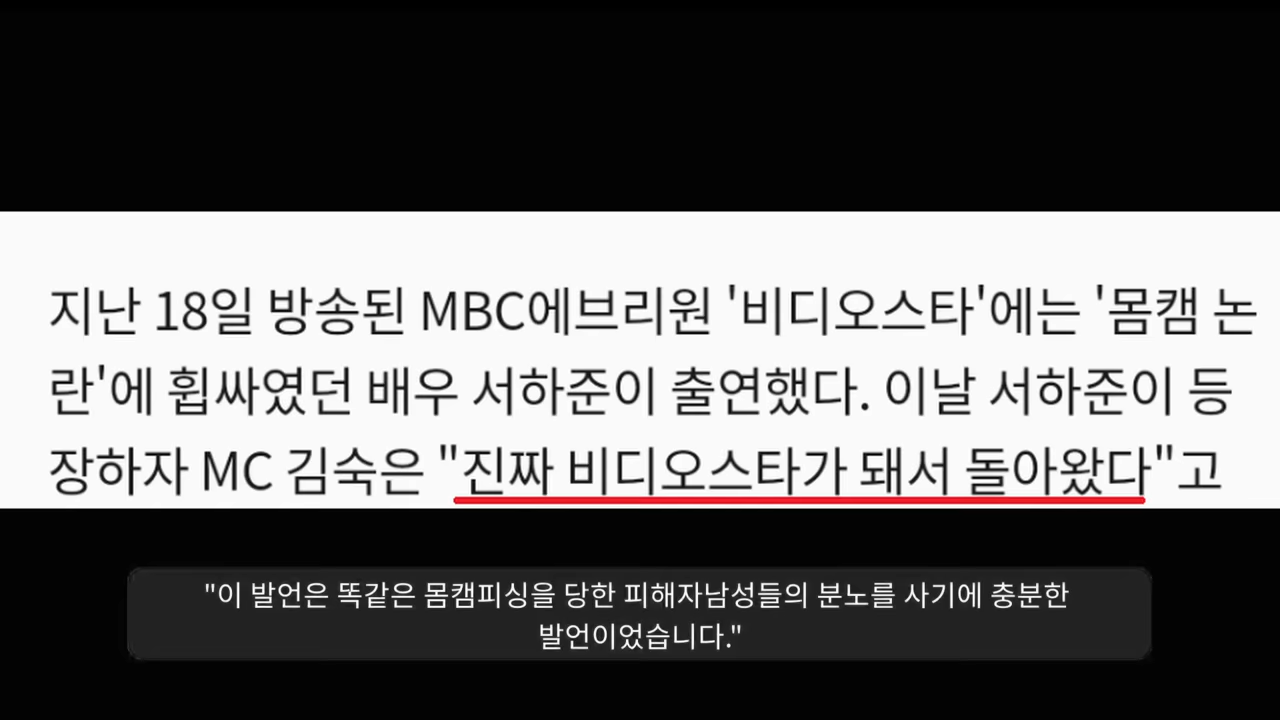 지난 18일 방송된 MBC에브리원 '비디오스타'에는 '몸캠 논
란'에 휩싸였던 배우 서하준이 출연했다. 이날 서하준이 등
장하자 MC 김숙은 "진짜 비디오스타가 돼서 돌아왔다"고
"이 발언은 똑같은 몸캠피싱을 당한 피해자남성들의 분노를 사기에 충분한
발언이었습니다."